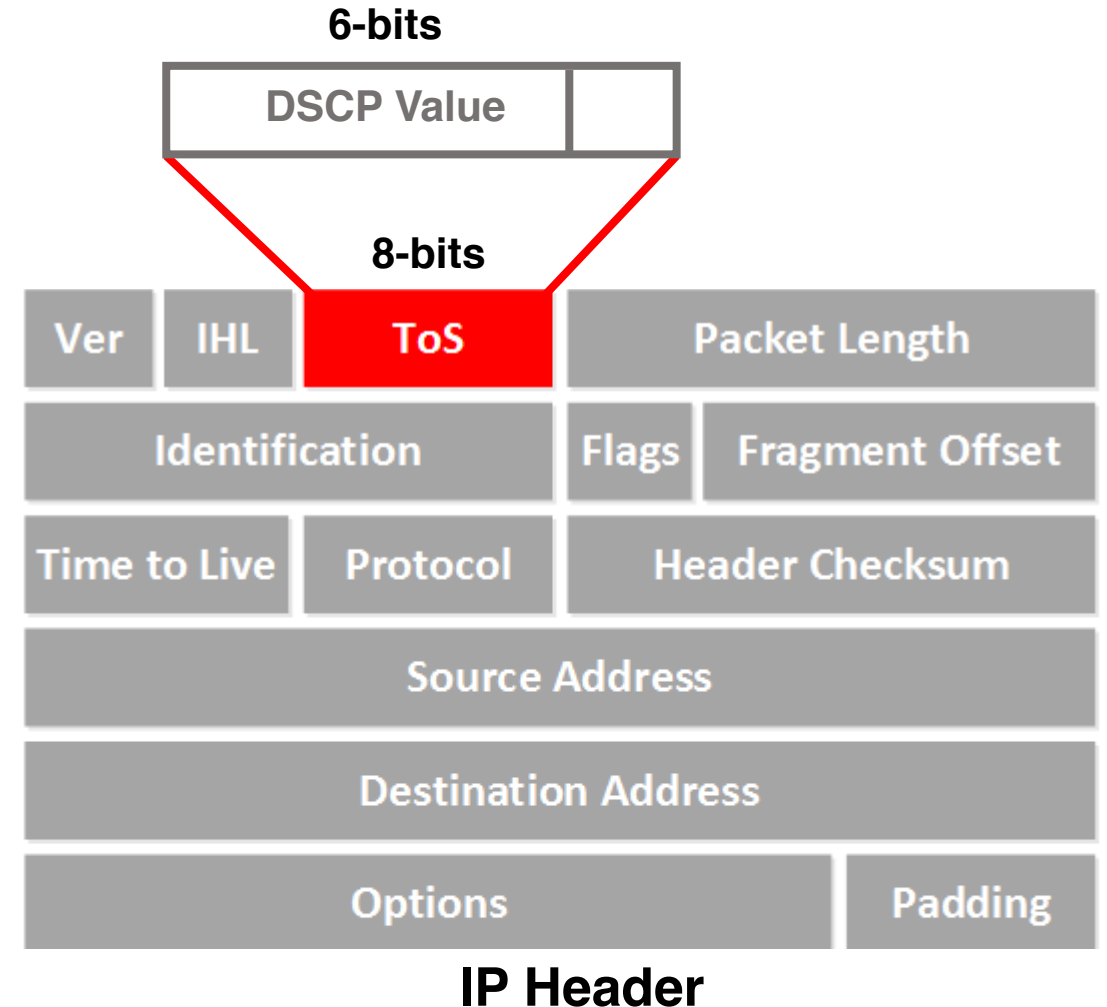 6-bits
DSCP Value
8-bits
Ver IHL ToS Packet Length
Identification Flags Fragment Offset
Time to Live Protocol Header Checksum
Source Address
Destination Address
Options Padding
IP Header